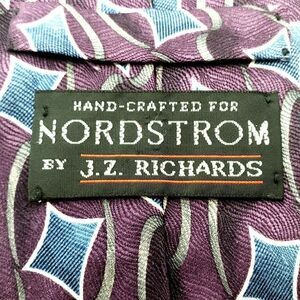 HAND-CRAFTED FOR
NORDSTROM
BY J.Z. RICHARDS